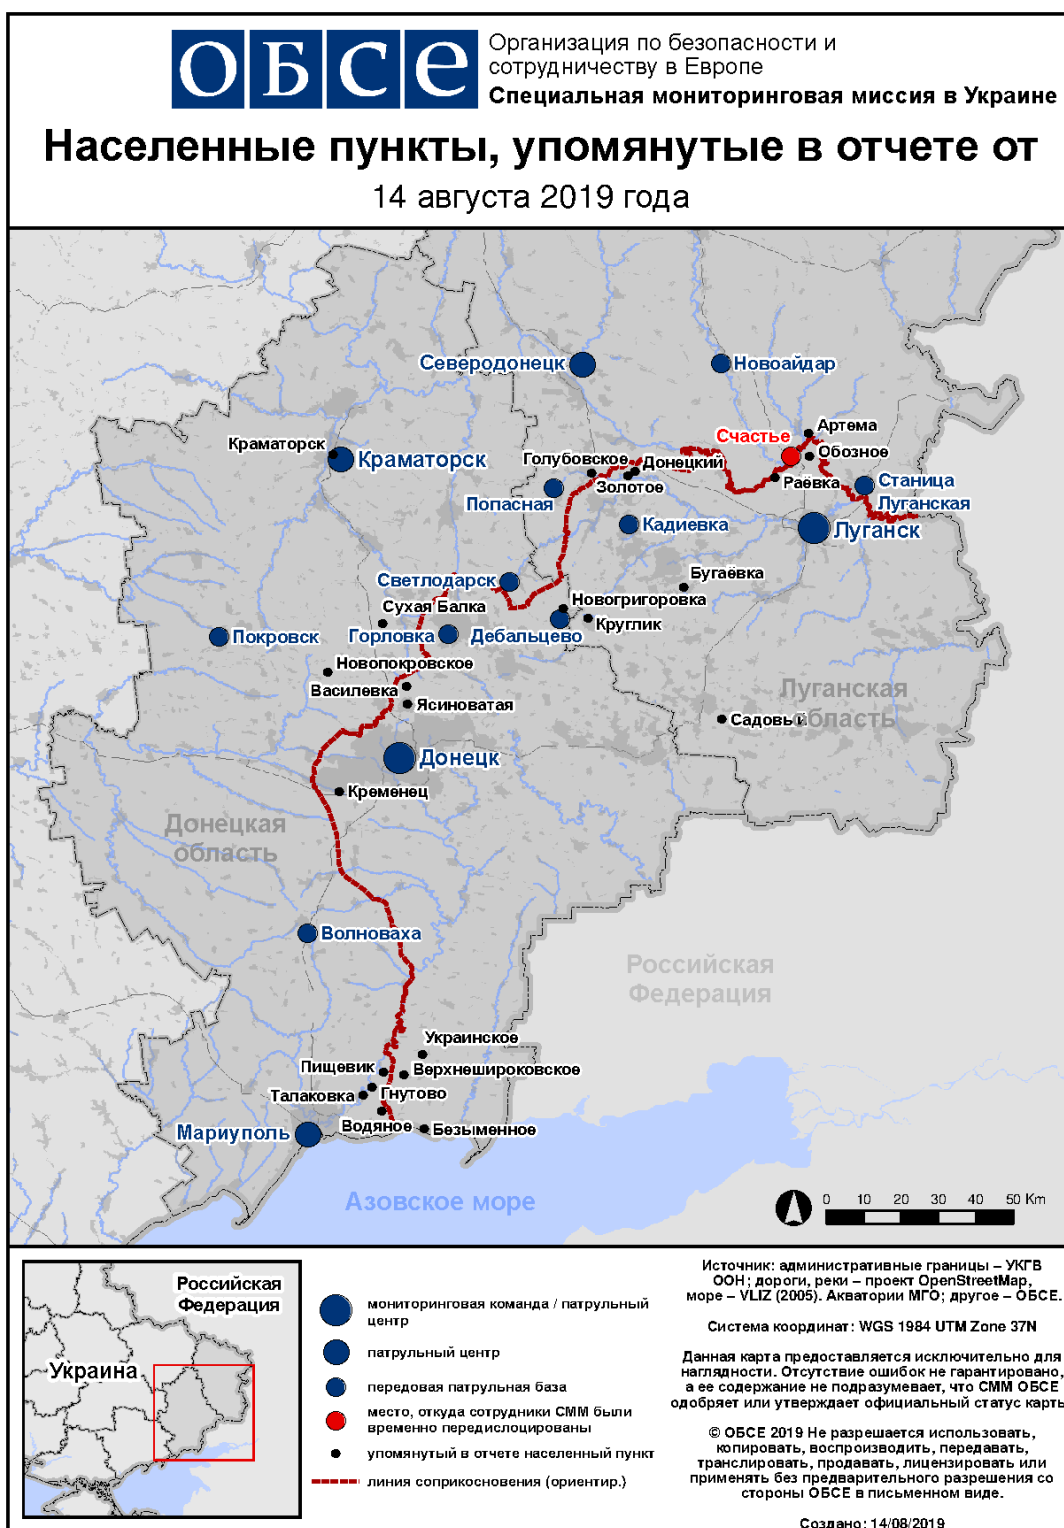 ОБСЕ
Организация по безопасности и
сотрудничеству в Европе
Специальная мониторинговая миссия в Украине
Населенные пункты, упомянутые в отчете от
14 августа 2019 года
Северодонецк
Новоайдар
Артема
Счастье
Обозное
Краматорск
Краматорск
Голубовское
Донецкий
Раёвка
Станица
Луганская
Золотое
Попасная
Кадиевка
Луганск
Светлодарск
Бугаёвка
Сухая Балка
Новогригоровка
Покровск
Горловка
Дебальцево
Круглик
Новопокровское
Василевка
Ясиноватая
Луганская
область
Садовый
Донецк
Кременец
Донецкая
область
Волноваха
Российская
Федерация
Украинское
Пищевик
Верхнешироковское
Талаковка
Гнутово
Водяное
Безыменное
Мариуполь
Азовское море
0 10 20 30 40 50 Km
Российская
Федерация
Украина
мониторинговая команда / патрульный
центр
патрульный центр
передовая патрульная база
место, откуда сотрудники СММ были
временно передислоцированы
упомянутый в отчете населенный пункт
линия соприкосновения (ориентир.)
Источник: административные границы – УКГВ
ООН; дороги, реки – проект OpenStreetMap,
море – VLIZ (2005). Акватории МГО; другое – ОБСЕ.
Система координат: WGS 1984 UTM Zone 37N
Данная карта предоставляется исключительно для
наглядности. Отсутствие ошибок не гарантировано,
а ее содержание не подразумевает, что СММ ОБСЕ
одобряет или утверждает официальный статус карты
© ОБСЕ 2019 Не разрешается использовать,
копировать, воспроизводить, передавать,
транслировать, продавать, лицензировать или
применять без предварительного разрешения со
стороны ОБСЕ в письменном виде.
Создано: 14/08/2019